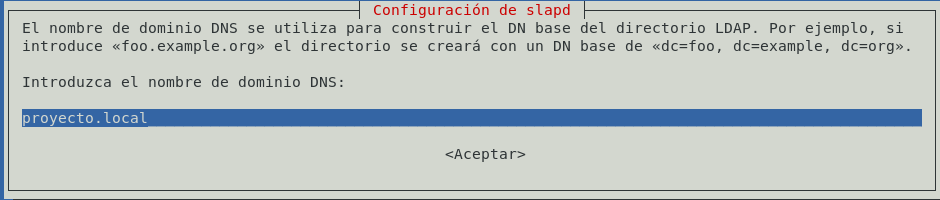 Configuración de slapd
El nombre de dominio DNS se utiliza para construir el DN base del directorio LDAP. Por ejemplo, si
introduce «foo.example.org» el directorio se creará con un DN base de «dc=foo, dc=example, dc=org».
Introduzca el nombre de dominio DNS:
proyecto.local
<Aceptar>